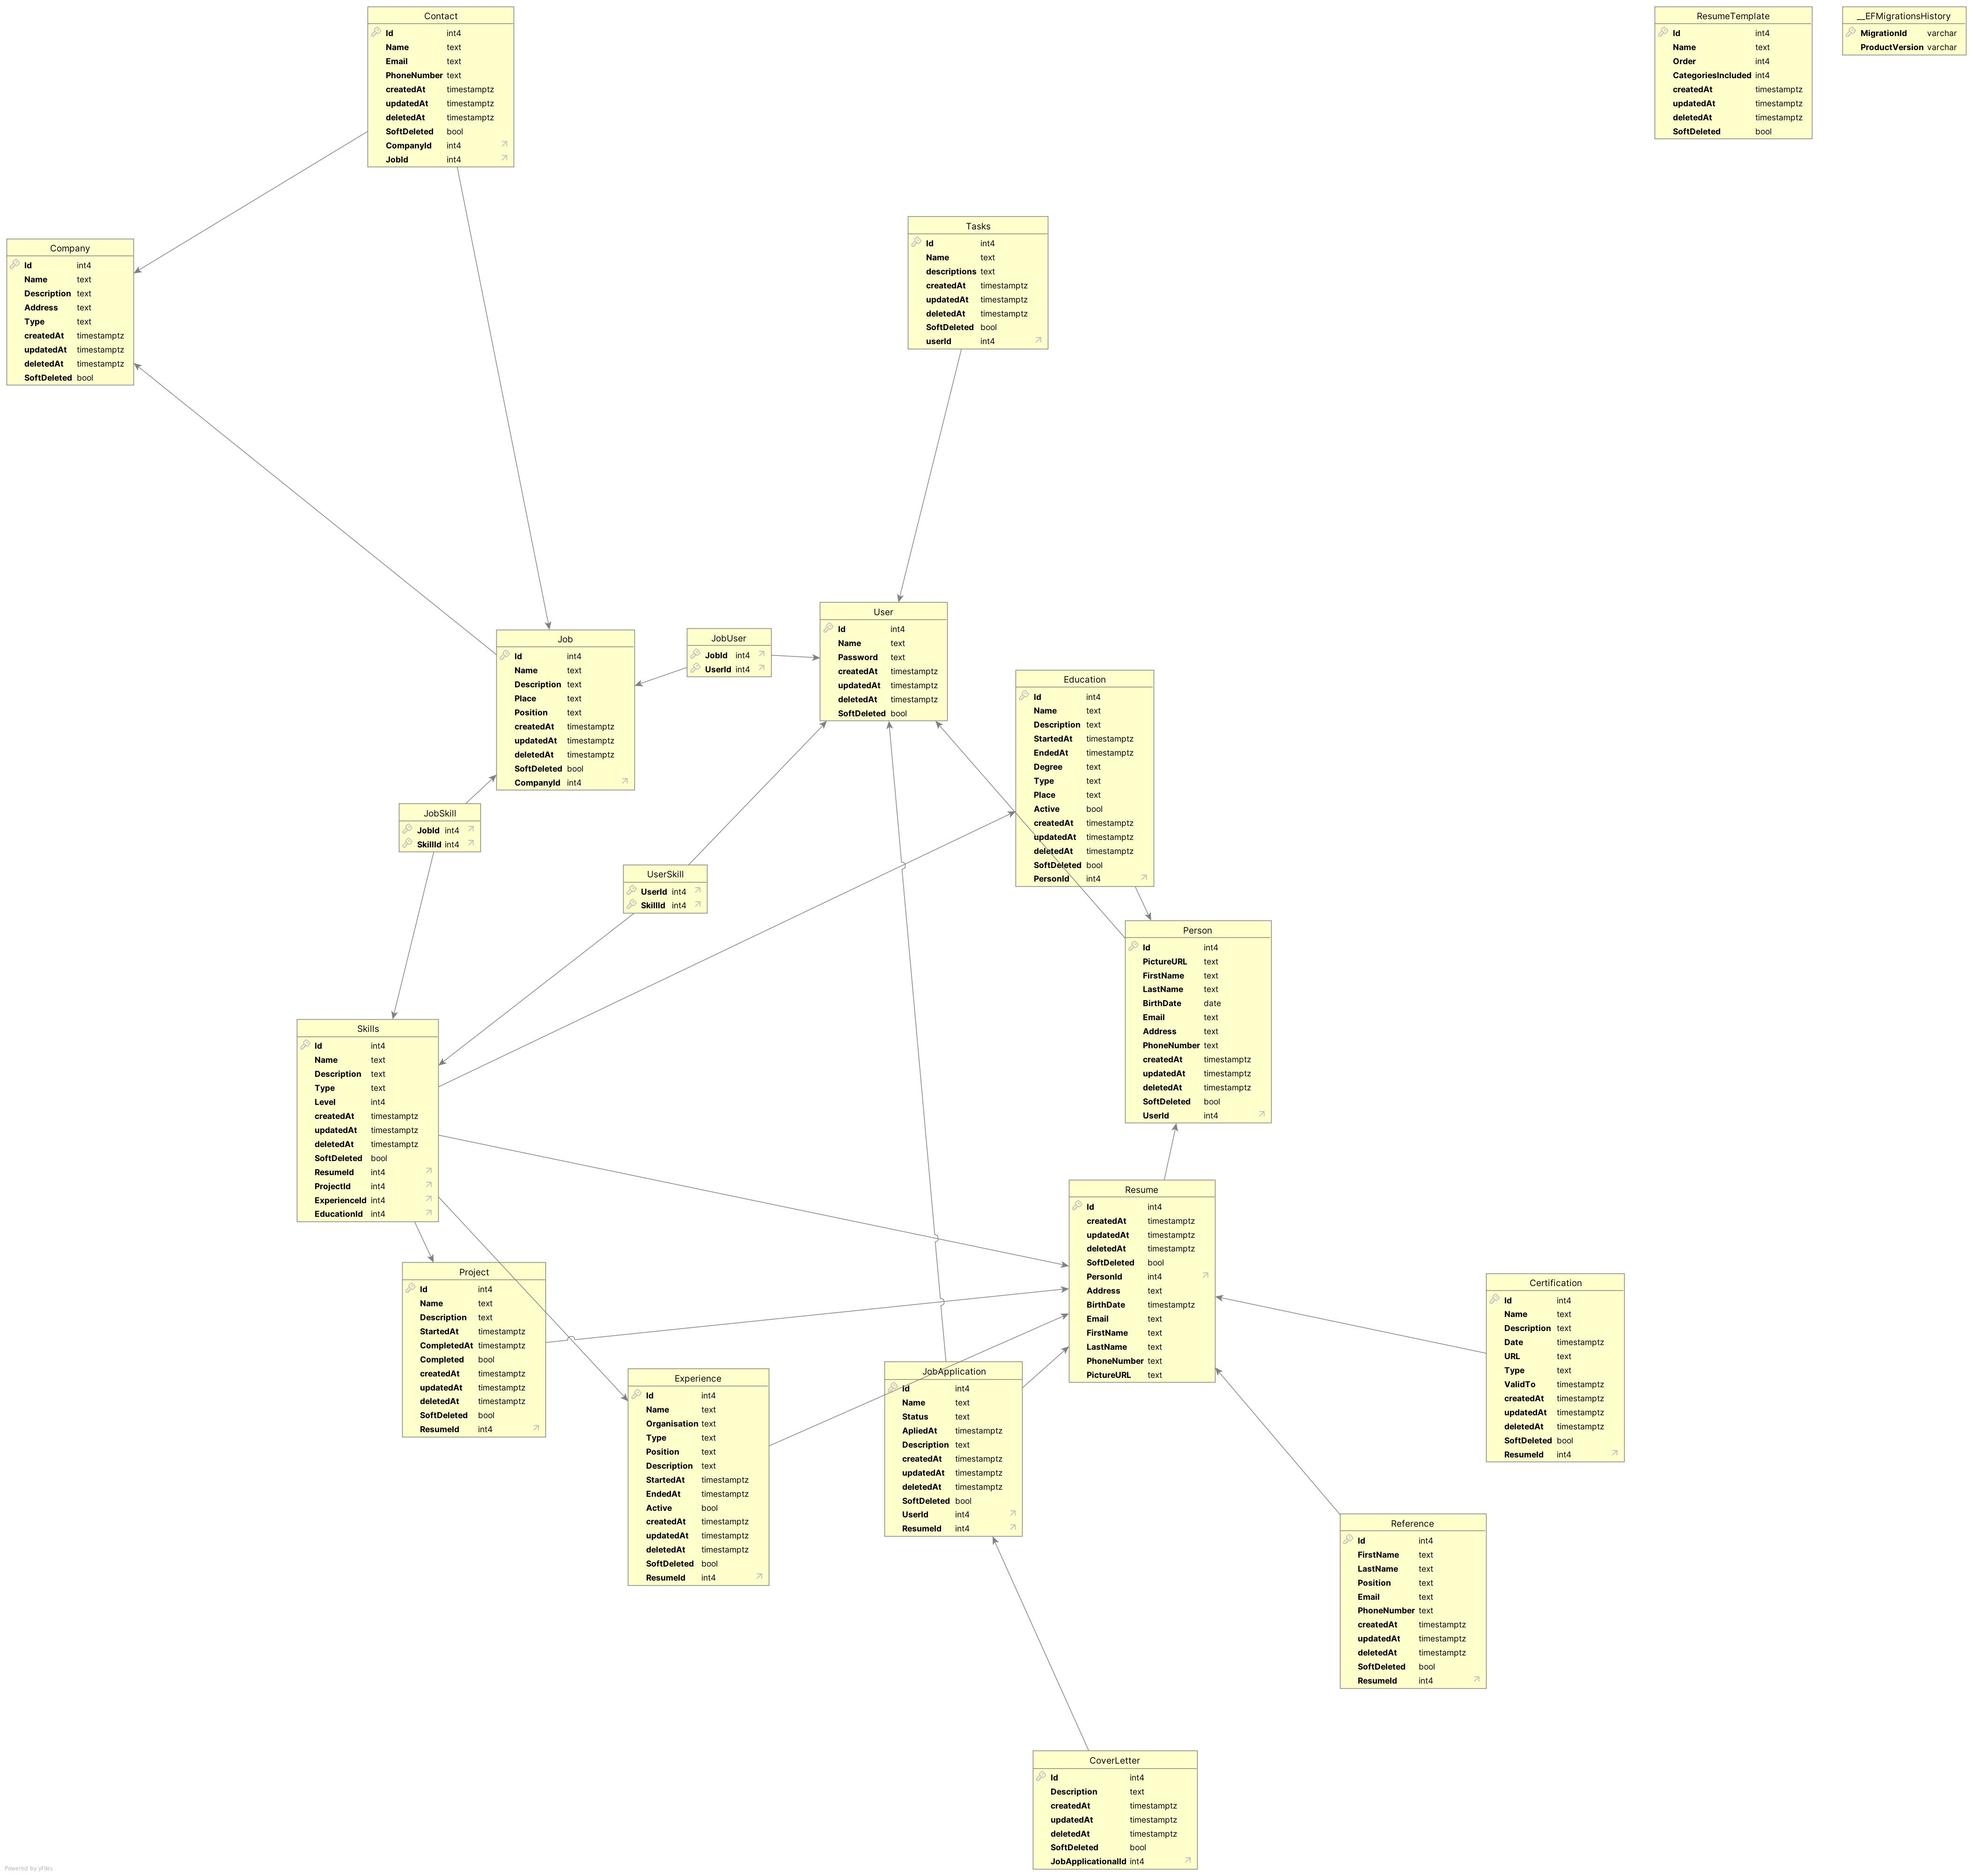 Contact
Id int4
Name text
Email text
PhoneNumber text
createdAt timestamptz
updatedAt timestamptz
deletedAt timestamptz
SoftDeleted bool
CompanyId int4
JobId int4
ResumeTemplate
Id int4
Name text
Order int4
CategoriesIncluded int4
createdAt timestamptz
updatedAt timestamptz
deletedAt timestamptz
SoftDeleted bool
__EFMigrationsHistory
MigrationId varchar
ProductVersion varchar
Company
Id int4
Name text
Description text
Address text
Type text
createdAt timestamptz
updatedAt timestamptz
deletedAt timestamptz
SoftDeleted bool
Tasks
Id int4
Name text
descriptions text
createdAt timestamptz
updatedAt timestamptz
deletedAt timestamptz
SoftDeleted bool
userId int4
Job
Id int4
Name text
Description text
Place text
Position text
createdAt timestamptz
updatedAt timestamptz
deletedAt timestamptz
SoftDeleted bool
CompanyId int4
JobUser
JobId int4
UserId int4
User
Id int4
Name text
Password text
createdAt timestamptz
updatedAt timestamptz
deletedAt timestamptz
SoftDeleted bool
Education
Id int4
Name text
Description text
StartedAt timestamptz
EndedAt timestamptz
Degree text
Type text
Place text
Active bool
createdAt timestamptz
updatedAt timestamptz
deletedAt timestamptz
SoftDeleted bool
PersonId int4
JobSkill
JobId int4
SkillId int4
UserSkill
UserId int4
SkillId int4
Person
Id int4
PictureURL text
FirstName text
LastName text
BirthDate date
Email text
Address text
PhoneNumber text
createdAt timestamptz
updatedAt timestamptz
deletedAt timestamptz
SoftDeleted bool
UserId int4
Skills
Id int4
Name text
Description text
Type text
Level int4
createdAt timestamptz
updatedAt timestamptz
deletedAt timestamptz
SoftDeleted bool
ResumeId int4
ProjectId int4
ExperienceId int4
EducationId int4
Resume
Id int4
createdAt timestamptz
updatedAt timestamptz
deletedAt timestamptz
SoftDeleted bool
PersonId int4
Address text
BirthDate timestamptz
Email text
FirstName text
LastName text
PhoneNumber text
PictureURL text
Project
Id int4
Name text
Description text
StartedAt timestamptz
CompletedAt timestamptz
Completed bool
createdAt timestamptz
updatedAt timestamptz
deletedAt timestamptz
SoftDeleted bool
ResumeId int4
Certification
Id int4
Name text
Description text
Date timestamptz
URL text
Type text
ValidTo timestamptz
createdAt timestamptz
updatedAt timestamptz
deletedAt timestamptz
SoftDeleted bool
ResumeId int4
Experience
Id int4
Name text
Organisation text
Type text
Position text
Description text
StartedAt timestamptz
EndedAt timestamptz
Active bool
createdAt timestamptz
updatedAt timestamptz
deletedAt timestamptz
SoftDeleted bool
ResumeId int4
JobApplication
Id int4
Name text
Status text
ApliedAt timestamptz
Description text
createdAt timestamptz
updatedAt timestamptz
deletedAt timestamptz
SoftDeleted bool
UserId int4
ResumeId int4
Reference
Id int4
FirstName text
LastName text
Position text
Email text
PhoneNumber text
createdAt timestamptz
updatedAt timestamptz
deletedAt timestamptz
SoftDeleted bool
ResumeId int4
CoverLetter
Id int4
Description text
createdAt timestamptz
updatedAt timestamptz
deletedAt timestamptz
SoftDeleted bool
JobApplicationalId int4
Powered by yFiles